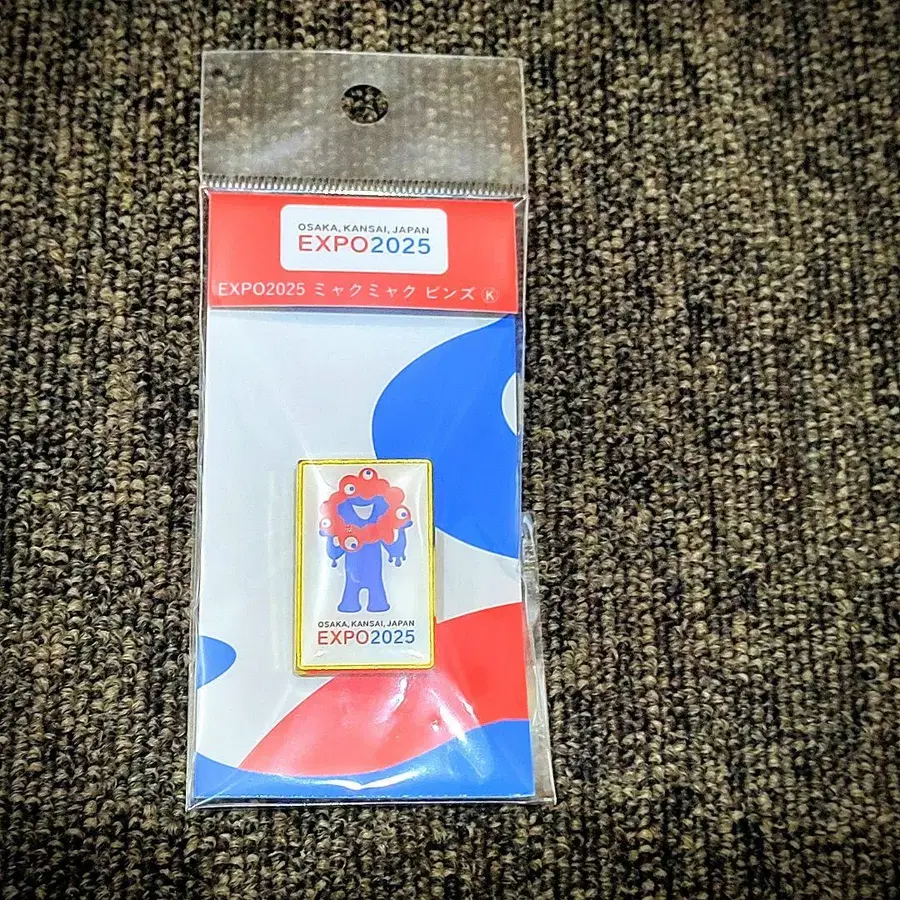 OSAKA, KANSAI, JAPAN
EXPO2025
EXPO2025 ミャクミャク ピンズ Ⓚ
OSAKA, KANSAI, JAPAN
EXPO2025